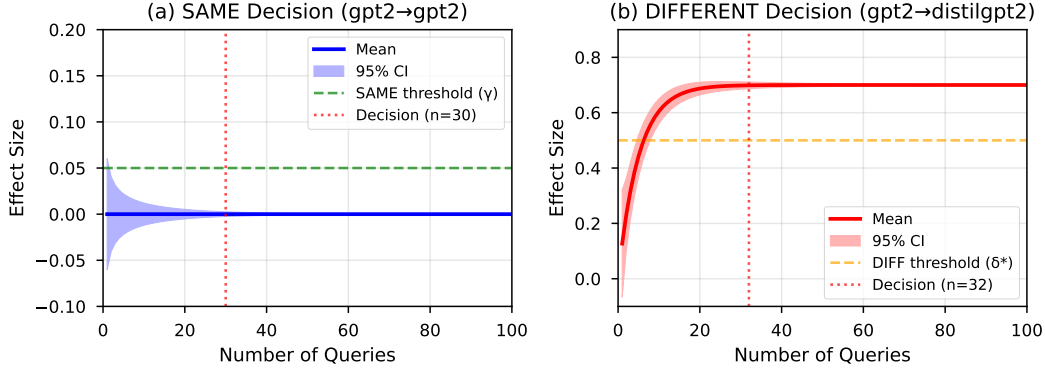 (a) SAME Decision (gpt2→gpt2)
0.20
0.15
0.10
0.05
0.00
−0.05
−0.10
Effect Size
0 20 40 60 80 100
Number of Queries
Mean
95% CI
SAME threshold (γ)
Decision (n=30)
(b) DIFFERENT Decision (gpt2→distilgpt2)
0.8
0.6
0.4
0.2
0.0
Effect Size
0 20 40 60 80 100
Number of Queries
Mean
95% CI
DIFF threshold (δ*)
Decision (n=32)